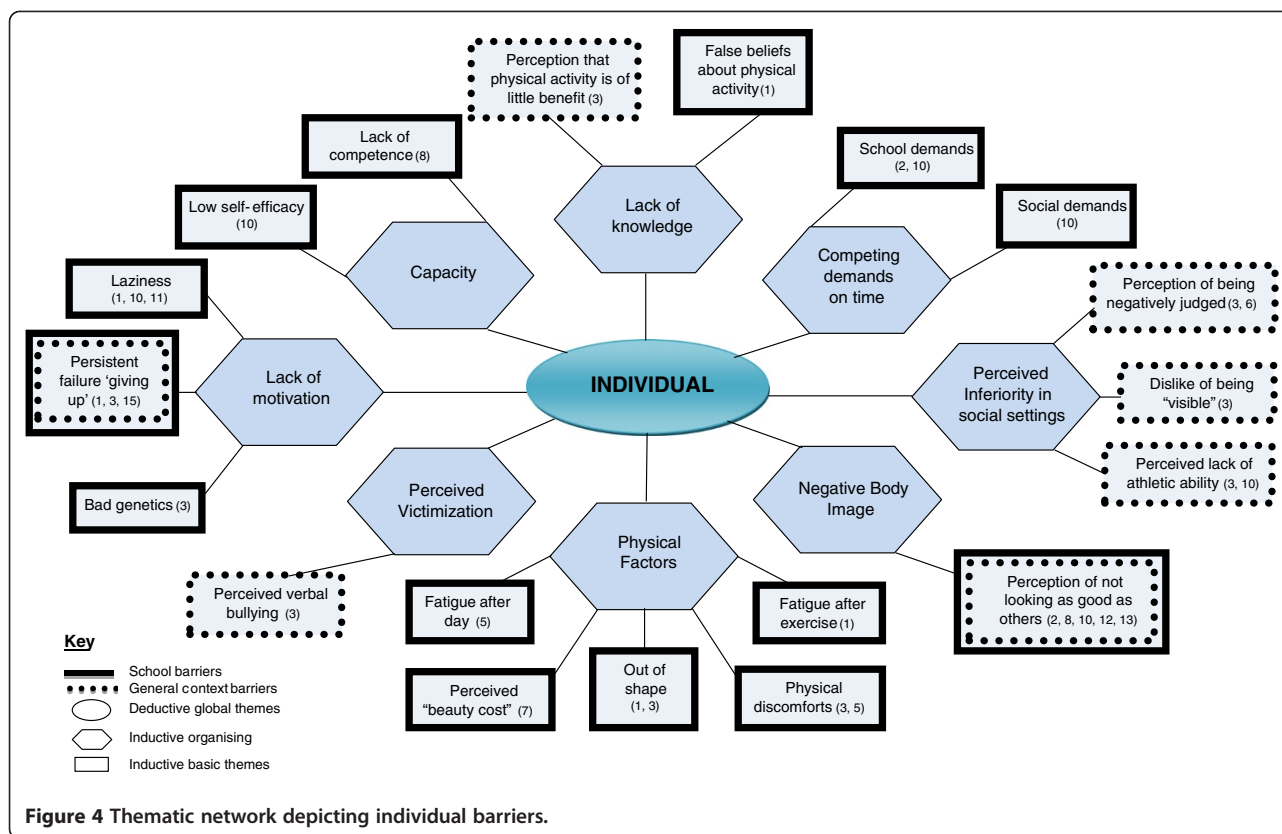 Perception that
physical activity is of
little benefit (3)
False beliefs
about physical
activity (1)
Lack of
competence (8)
School demands
(2, 10)
Low self- efficacy
(10)
Lack of
knowledge
Social demands
(10)
Capacity
Competing
demands
on time
Laziness
(1, 10, 11)
Perception of being
negatively judged (3, 6)
Persistent
failure ‘giving
up’ (1, 3, 15)
Lack of
motivation
INDIVIDUAL
Perceived
Inferiority in
social settings
Dislike of being
“visible” (3)
Bad genetics (3)
Perceived
Victimization
Negative Body
Image
Perceived lack of
athletic ability (3, 10)
Physical
Factors
Perceived verbal
bullying (3)
Fatigue after
day (5)
Fatigue after
exercise (1)
Perception of not
looking as good as
others (2, 8, 10, 12, 13)
Perceived
“beauty cost” (7)
Out of
shape
(1, 3)
Physical
discomforts (3, 5)
Key
School barriers
General context barriers
Deductive global themes
Inductive organising
Inductive basic themes
Figure 4 Thematic network depicting individual barriers.